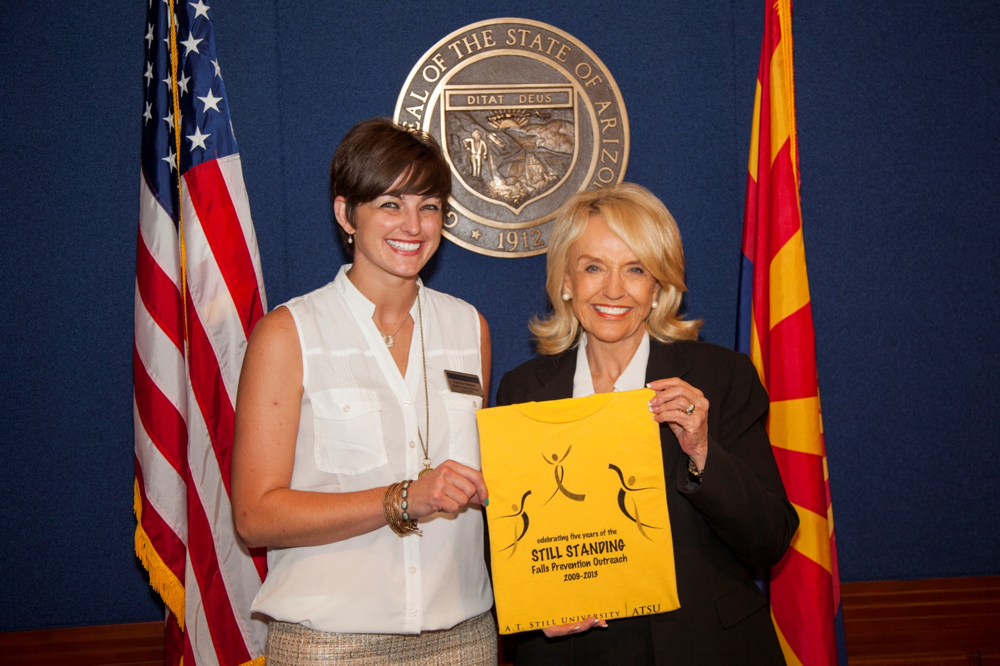 SEAL OF THE STATE OF ARIZO
DITAT DEUS
1912
celebrating five years of the
STILL STANDING
Falls Prevention Outreach
2009-2013
A.T. STILL UNIVERSITY | ATSU